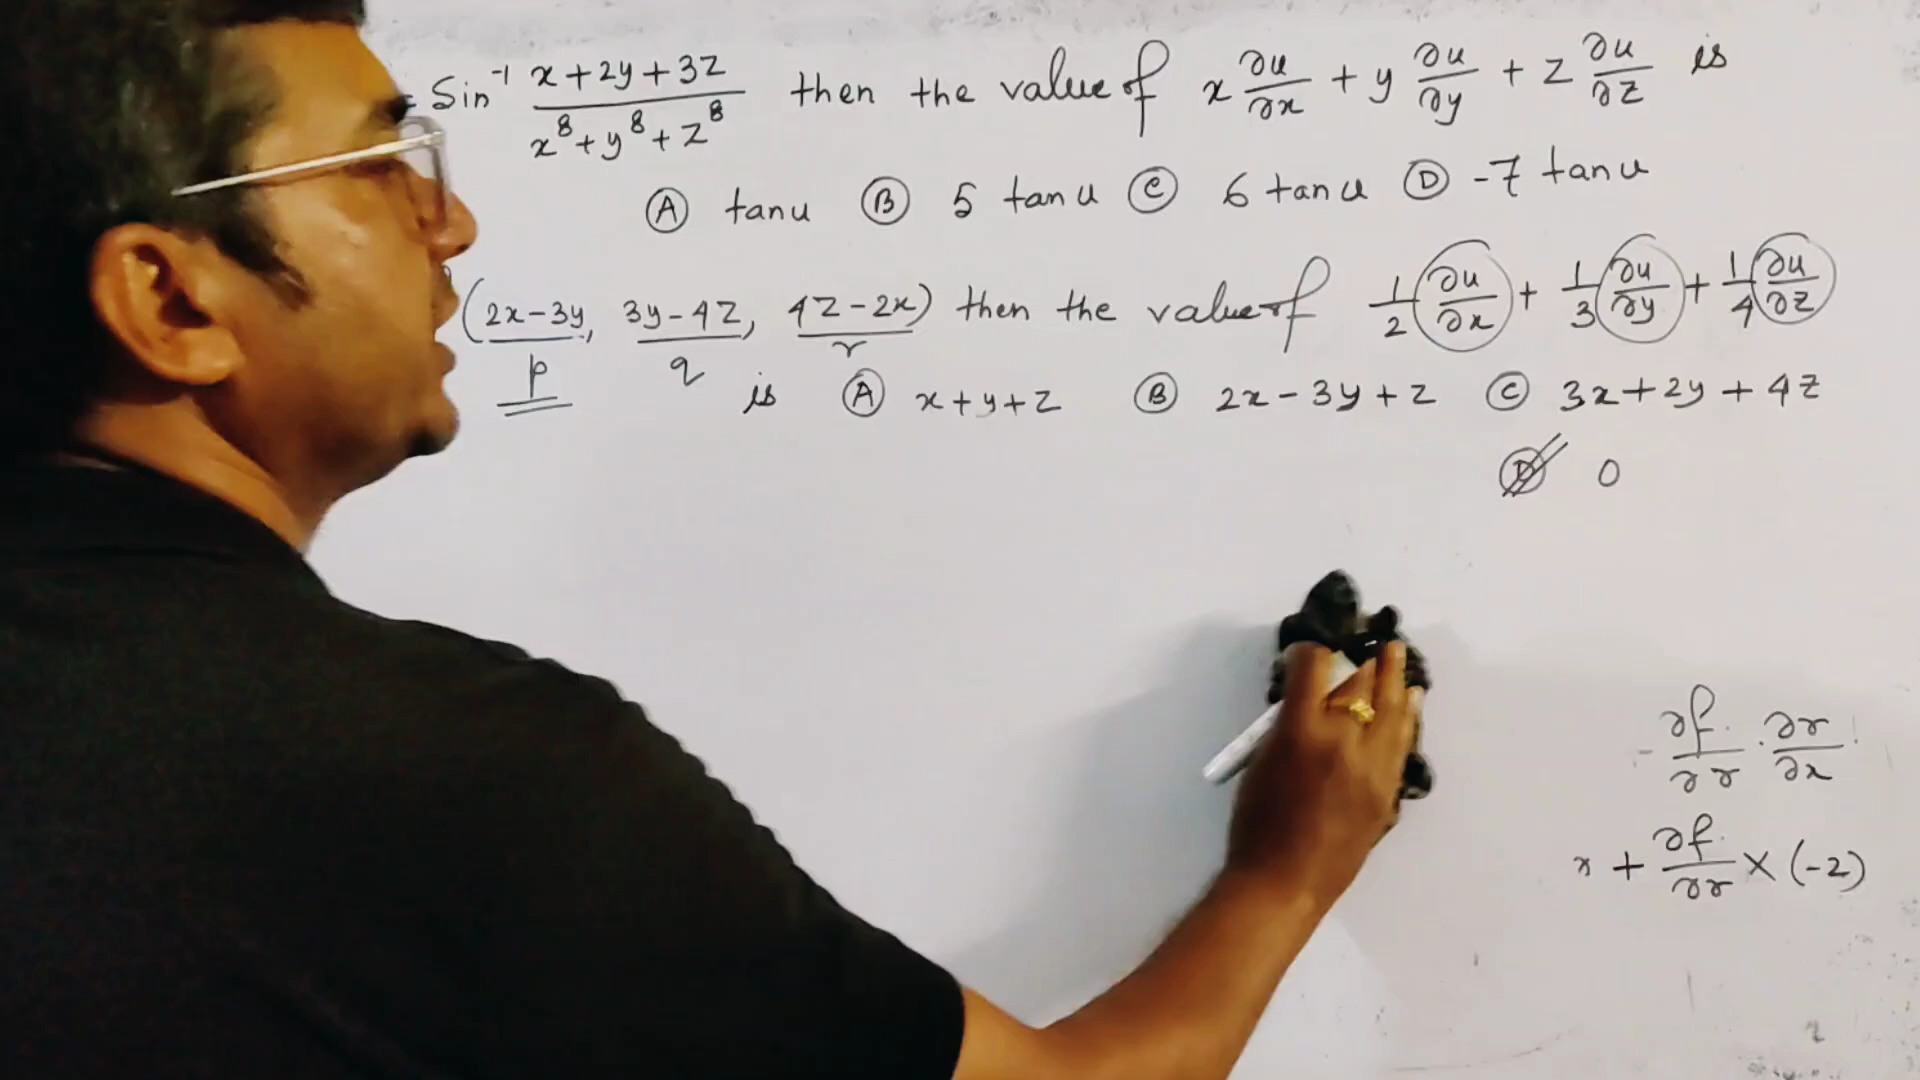 = Sin⁻¹ (x+2y+3z)/(x⁸+y⁸+z⁸) then the value of x ∂u/∂x + y ∂u/∂y + z ∂u/∂z is
(A) tan u (B) 5 tan u (C) 6 tan u (D) -7 tan u
(2x-3y, 3y-4z, 4z-2x) then the value of 1/2 ∂u/∂x + 1/3 ∂u/∂y + 1/4 ∂u/∂z
p q r
is (A) x+y+z (B) 2x-3y+z (C) 3x+2y+4z
(D) 0
∂f/∂r · ∂r/∂x
+ ∂f/∂r × (-2)